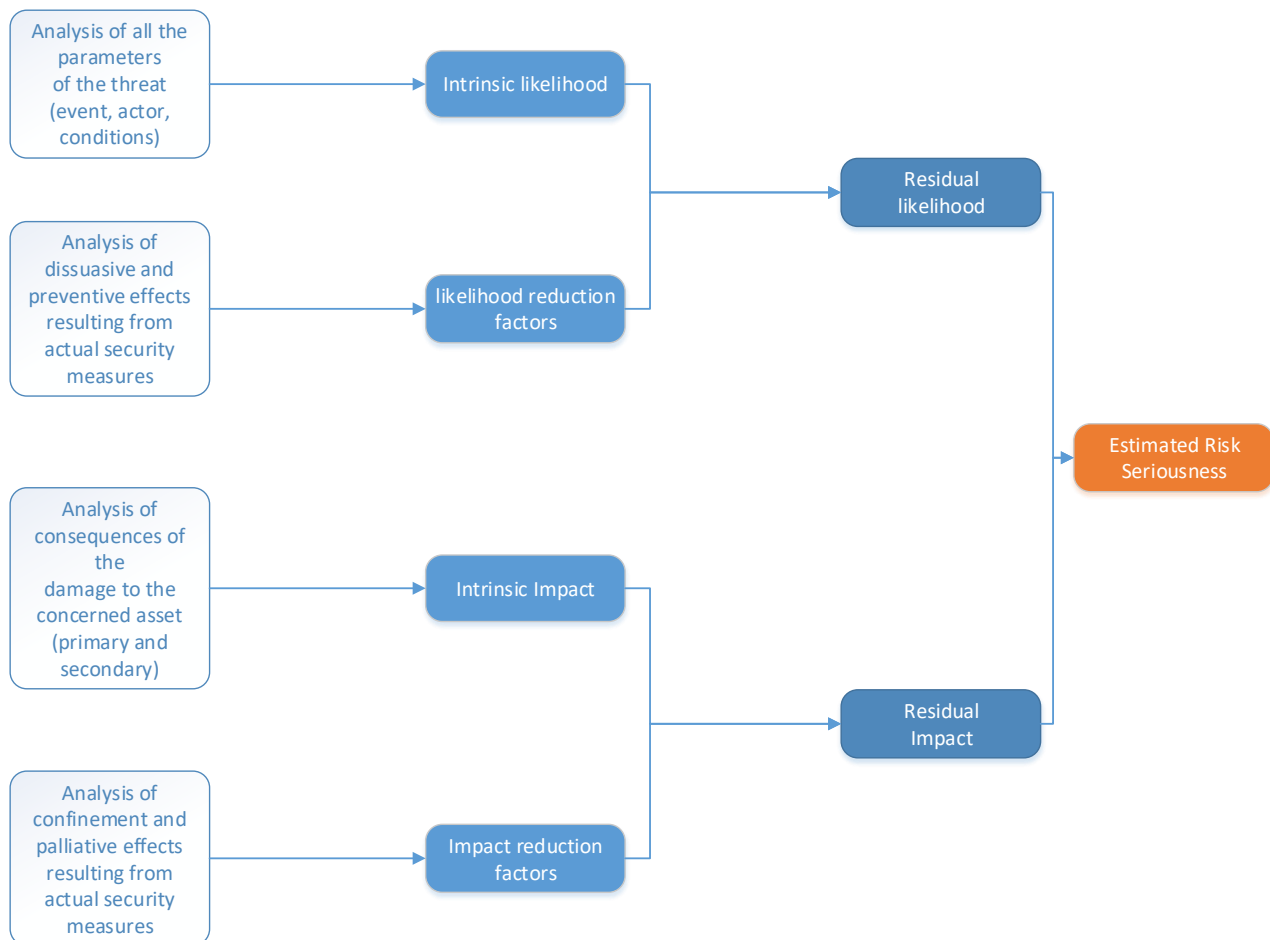 Analysis of all the
parameters
of the threat
(event, actor,
conditions)
Intrinsic likelihood
Residual
likelihood
Analysis of
dissuasive and
preventive effects
resulting from
actual security
measures
likelihood reduction
factors
Estimated Risk
Seriousness
Analysis of
consequences of
the
damage to the
concerned asset
(primary and
secondary)
Intrinsic Impact
Residual
Impact
Analysis of
confinement and
palliative effects
resulting from
actual security
measures
Impact reduction
factors